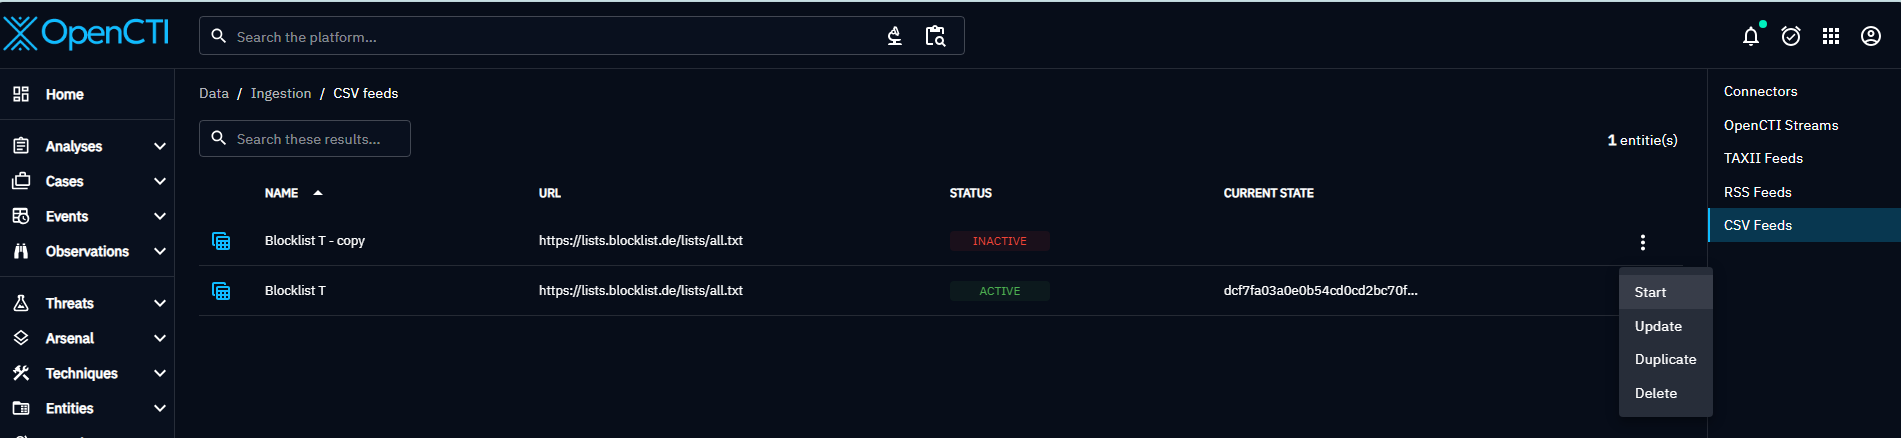 OpenCTI
Search the platform...
Home
Analyses
Cases
Events
Observations
Threats
Arsenal
Techniques
Entities
Data / Ingestion / CSV feeds
Search these results...
1 entitie(s)
NAME URL STATUS CURRENT STATE
Blocklist T - copy https://lists.blocklist.de/lists/all.txt INACTIVE
Blocklist T https://lists.blocklist.de/lists/all.txt ACTIVE dcf7fa03a0e0b54cd0cd2bc70f...
Start
Update
Duplicate
Delete
Connectors
OpenCTI Streams
TAXII Feeds
RSS Feeds
CSV Feeds